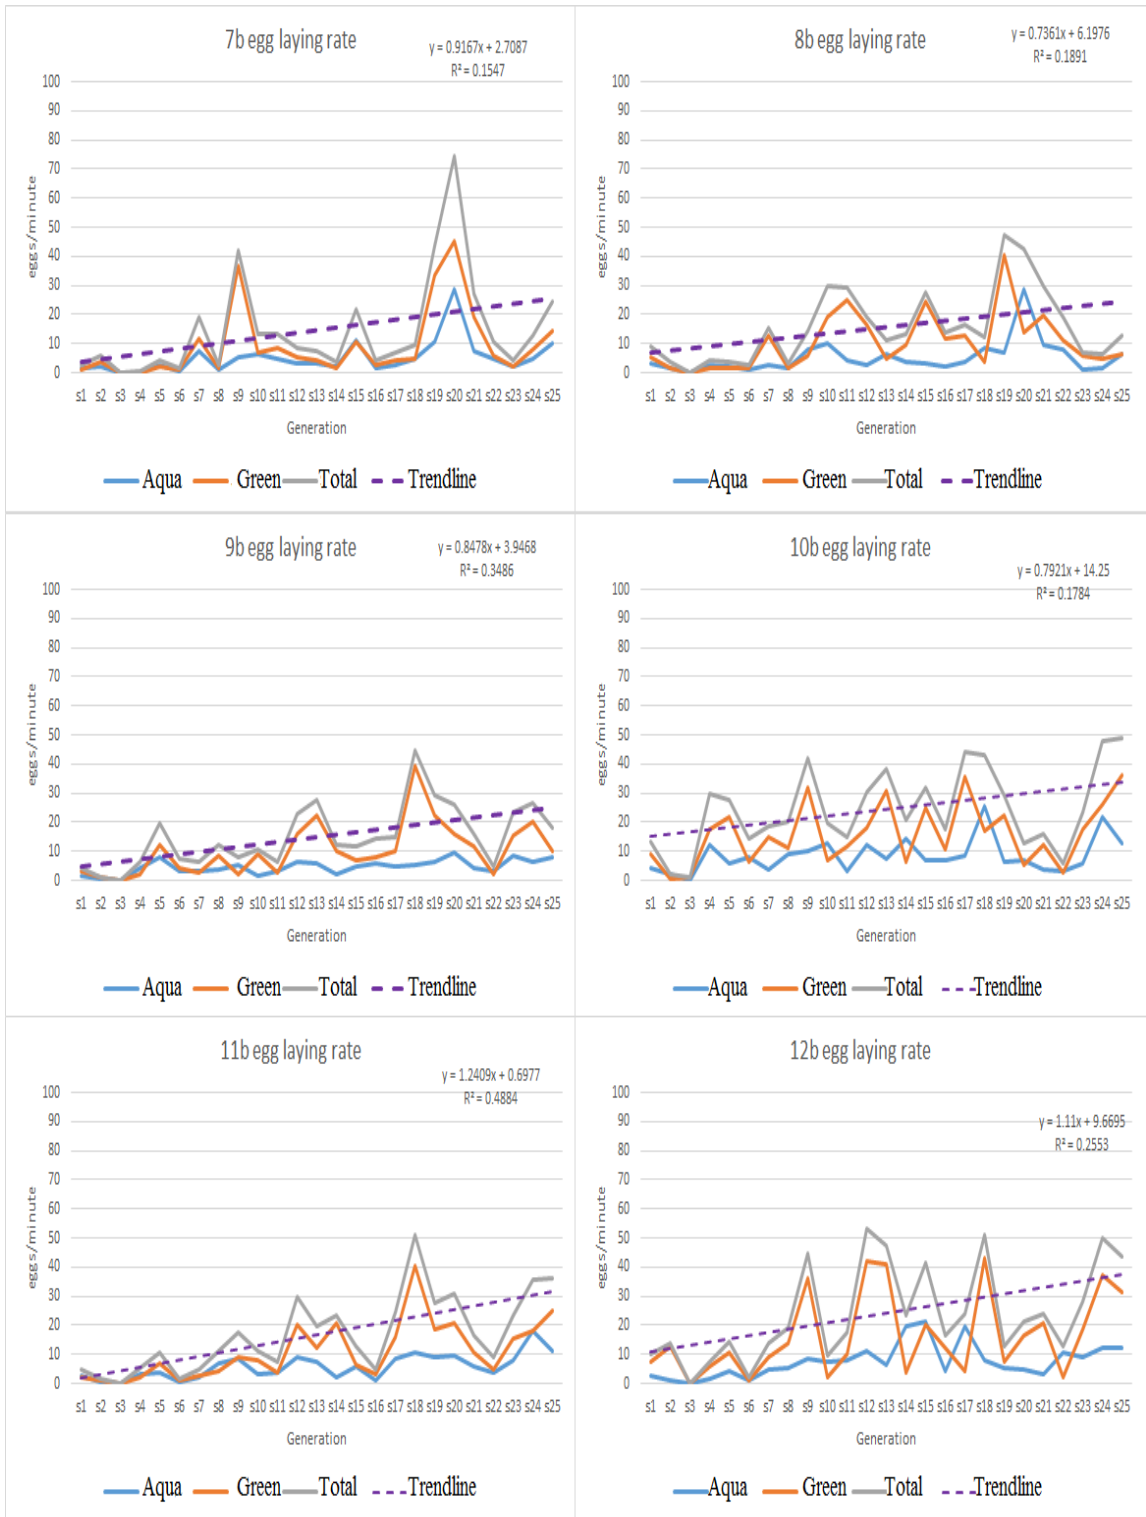 7b egg laying rate
y = 0.9167x + 2.7087
R² = 0.1547
100
90
80
70
60
50
40
30
20
10
0
eggs/minute
s1 s2 s3 s4 s5 s6 s7 s8 s9 s10 s11 s12 s13 s14 s15 s16 s17 s18 s19 s20 s21 s22 s23 s24 s25
Generation
Aqua Green Total Trendline
8b egg laying rate
y = 0.7361x + 6.1976
R² = 0.1891
100
90
80
70
60
50
40
30
20
10
0
eggs/minute
s1 s2 s3 s4 s5 s6 s7 s8 s9 s10 s11 s12 s13 s14 s15 s16 s17 s18 s19 s20 s21 s22 s23 s24 s25
Generation
Aqua Green Total Trendline
9b egg laying rate
y = 0.8478x + 3.9468
R² = 0.3486
100
90
80
70
60
50
40
30
20
10
0
eggs/minute
s1 s2 s3 s4 s5 s6 s7 s8 s9 s10 s11 s12 s13 s14 s15 s16 s17 s18 s19 s20 s21 s22 s23 s24 s25
Generation
Aqua Green Total Trendline
10b egg laying rate
y = 0.7921x + 14.25
R² = 0.1784
100
90
80
70
60
50
40
30
20
10
0
eggs/minute
s1 s2 s3 s4 s5 s6 s7 s8 s9 s10 s11 s12 s13 s14 s15 s16 s17 s18 s19 s20 s21 s22 s23 s24 s25
Generation
Aqua Green Total Trendline
11b egg laying rate
y = 1.2409x + 0.6977
R² = 0.4884
100
90
80
70
60
50
40
30
20
10
0
eggs/minute
s1 s2 s3 s4 s5 s6 s7 s8 s9 s10 s11 s12 s13 s14 s15 s16 s17 s18 s19 s20 s21 s22 s23 s24 s25
Generation
Aqua Green Total Trendline
12b egg laying rate
y = 1.11x + 9.6695
R² = 0.2553
100
90
80
70
60
50
40
30
20
10
0
eggs/minute
s1 s2 s3 s4 s5 s6 s7 s8 s9 s10 s11 s12 s13 s14 s15 s16 s17 s18 s19 s20 s21 s22 s23 s24 s25
Generation
Aqua Green Total Trendline